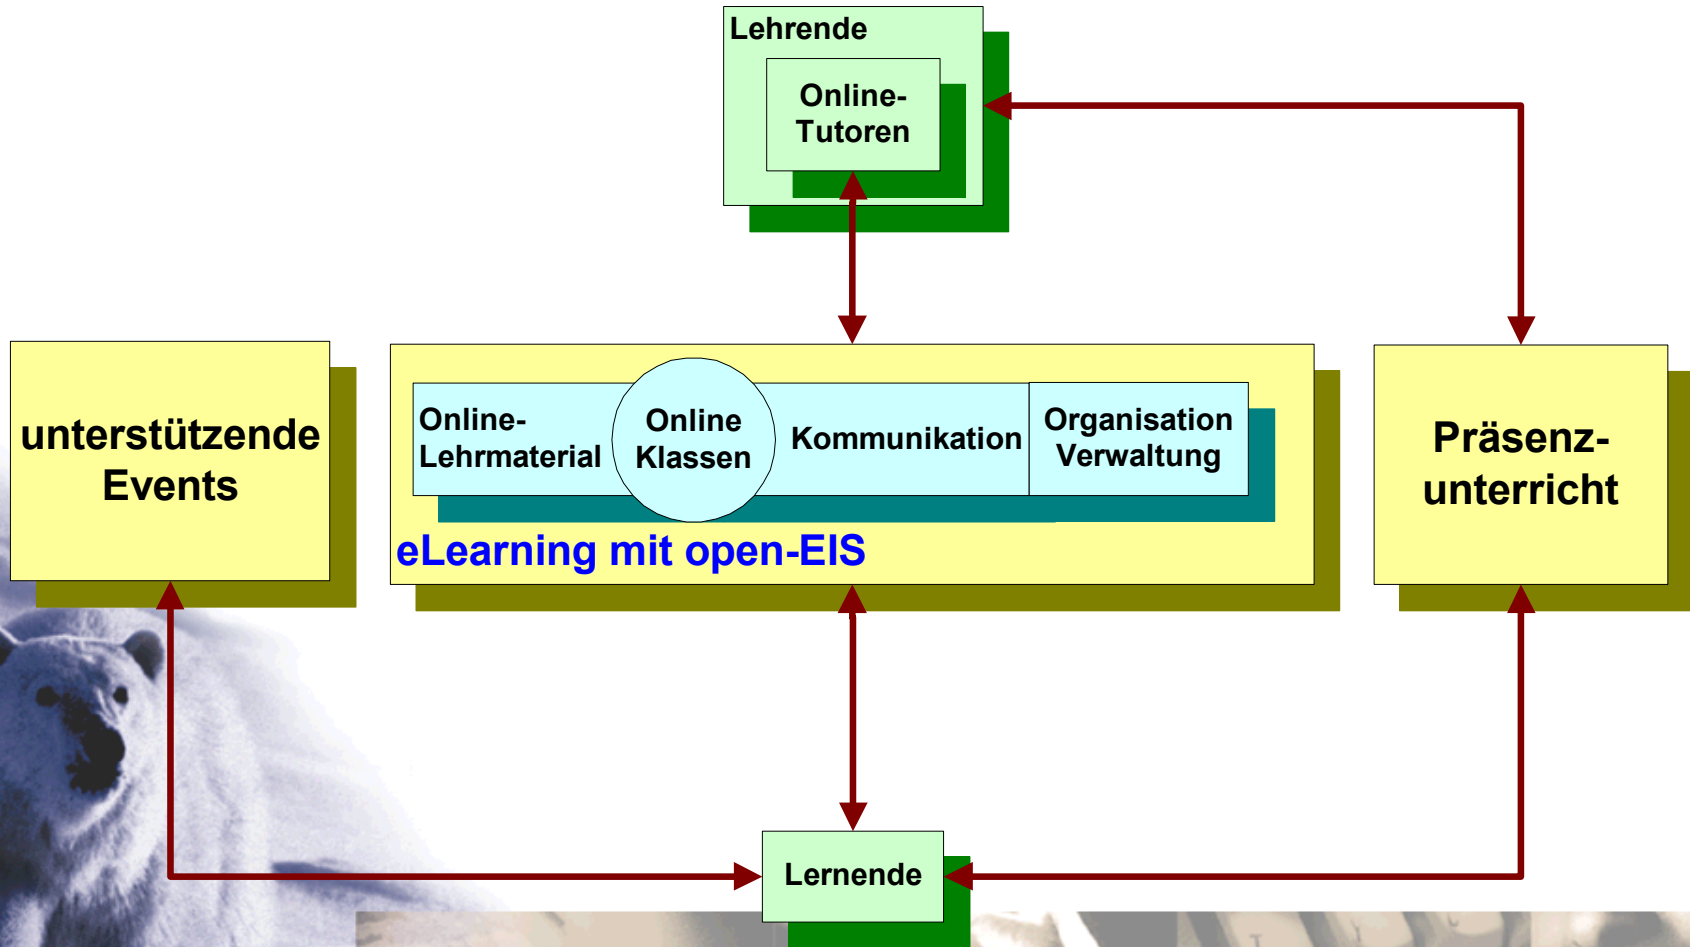 Lehrende
Online-
Tutoren
unterstützende
Events
Online-
Lehrmaterial
Online
Klassen
Kommunikation
Organisation
Verwaltung
eLearning mit open-EIS
Präsenz-
unterricht
Lernende